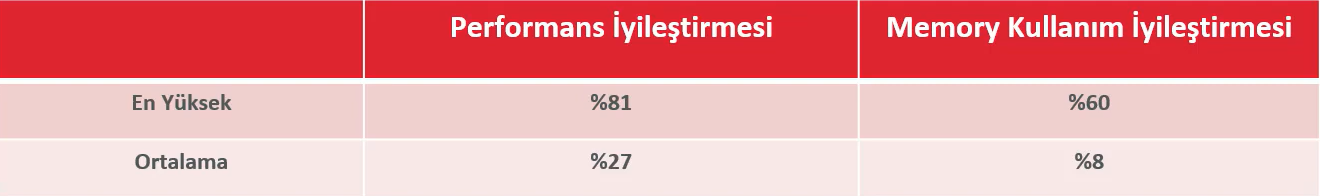 Performans İyileştirmesi Memory Kullanım İyileştirmesi
En Yüksek %81 %60
Ortalama %27 %8